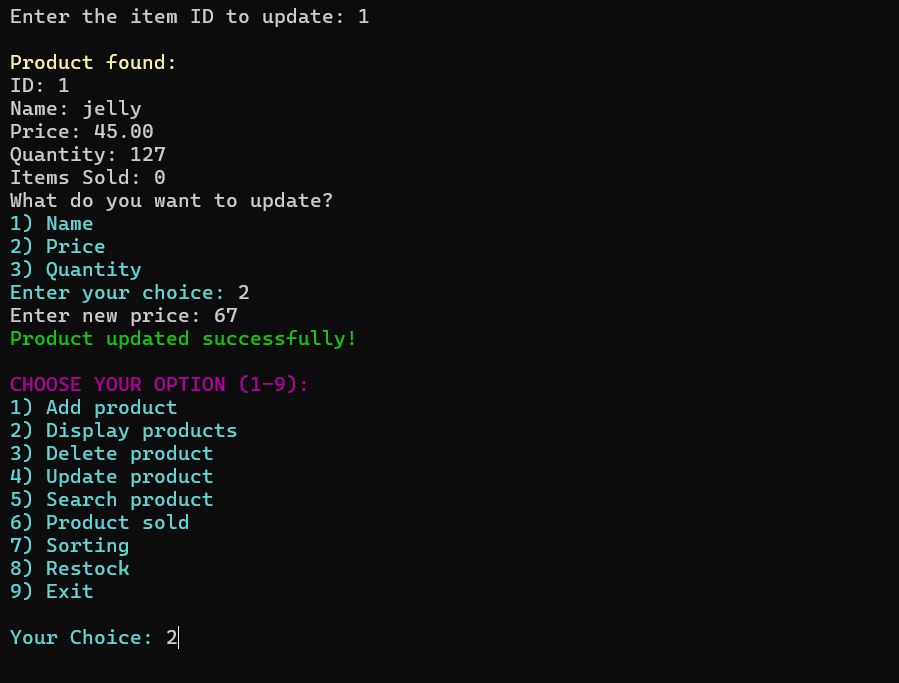 Enter the item ID to update: 1
Product found:
ID: 1
Name: jelly
Price: 45.00
Quantity: 127
Items Sold: 0
What do you want to update?
1) Name
2) Price
3) Quantity
Enter your choice: 2
Enter new price: 67
Product updated successfully!
CHOOSE YOUR OPTION (1-9):
1) Add product
2) Display products
3) Delete product
4) Update product
5) Search product
6) Product sold
7) Sorting
8) Restock
9) Exit
Your Choice: 2